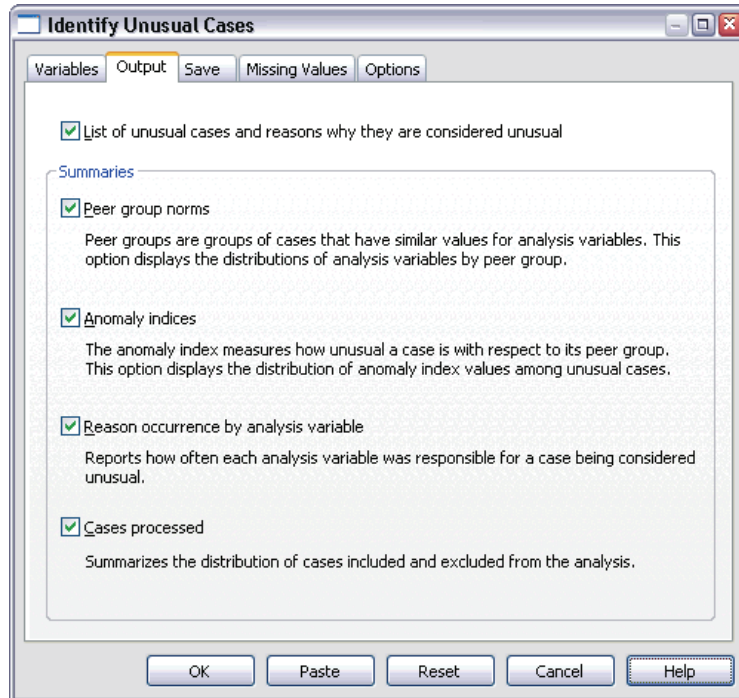 Identify Unusual Cases
Variables Output Save Missing Values Options
List of unusual cases and reasons why they are considered unusual
Summaries
Peer group norms
Peer groups are groups of cases that have similar values for analysis variables. This
option displays the distributions of analysis variables by peer group.
Anomaly indices
The anomaly index measures how unusual a case is with respect to its peer group.
This option displays the distribution of anomaly index values among unusual cases.
Reason occurrence by analysis variable
Reports how often each analysis variable was responsible for a case being considered
unusual.
Cases processed
Summarizes the distribution of cases included and excluded from the analysis.
OK Paste Reset Cancel Help